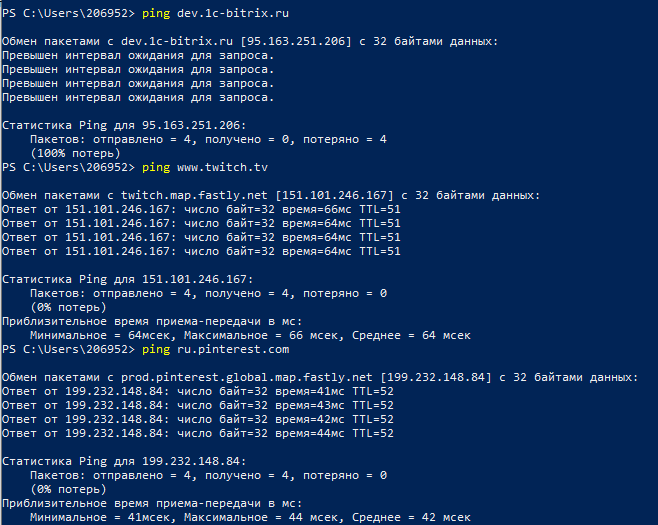 PS C:\Users\206952> ping dev.1c-bitrix.ru
Обмен пакетами с dev.1c-bitrix.ru [95.163.251.206] с 32 байтами данных:
Превышен интервал ожидания для запроса.
Превышен интервал ожидания для запроса.
Превышен интервал ожидания для запроса.
Превышен интервал ожидания для запроса.
Статистика Ping для 95.163.251.206:
Пакетов: отправлено = 4, получено = 0, потеряно = 4
(100% потерь)
PS C:\Users\206952> ping www.twitch.tv
Обмен пакетами с twitch.map.fastly.net [151.101.246.167] с 32 байтами данных:
Ответ от 151.101.246.167: число байт=32 время=66мс TTL=51
Ответ от 151.101.246.167: число байт=32 время=64мс TTL=51
Ответ от 151.101.246.167: число байт=32 время=64мс TTL=51
Ответ от 151.101.246.167: число байт=32 время=64мс TTL=51
Статистика Ping для 151.101.246.167:
Пакетов: отправлено = 4, получено = 4, потеряно = 0
(0% потерь)
Приблизительное время приема-передачи в мс:
Минимальное = 64мсек, Максимальное = 66 мсек, Среднее = 64 мсек
PS C:\Users\206952> ping ru.pinterest.com
Обмен пакетами с prod.pinterest.global.map.fastly.net [199.232.148.84] с 32 байтами данных:
Ответ от 199.232.148.84: число байт=32 время=41мс TTL=52
Ответ от 199.232.148.84: число байт=32 время=43мс TTL=52
Ответ от 199.232.148.84: число байт=32 время=42мс TTL=52
Ответ от 199.232.148.84: число байт=32 время=44мс TTL=52
Статистика Ping для 199.232.148.84:
Пакетов: отправлено = 4, получено = 4, потеряно = 0
(0% потерь)
Приблизительное время приема-передачи в мс:
Минимальное = 41мсек, Максимальное = 44 мсек, Среднее = 42 мсек